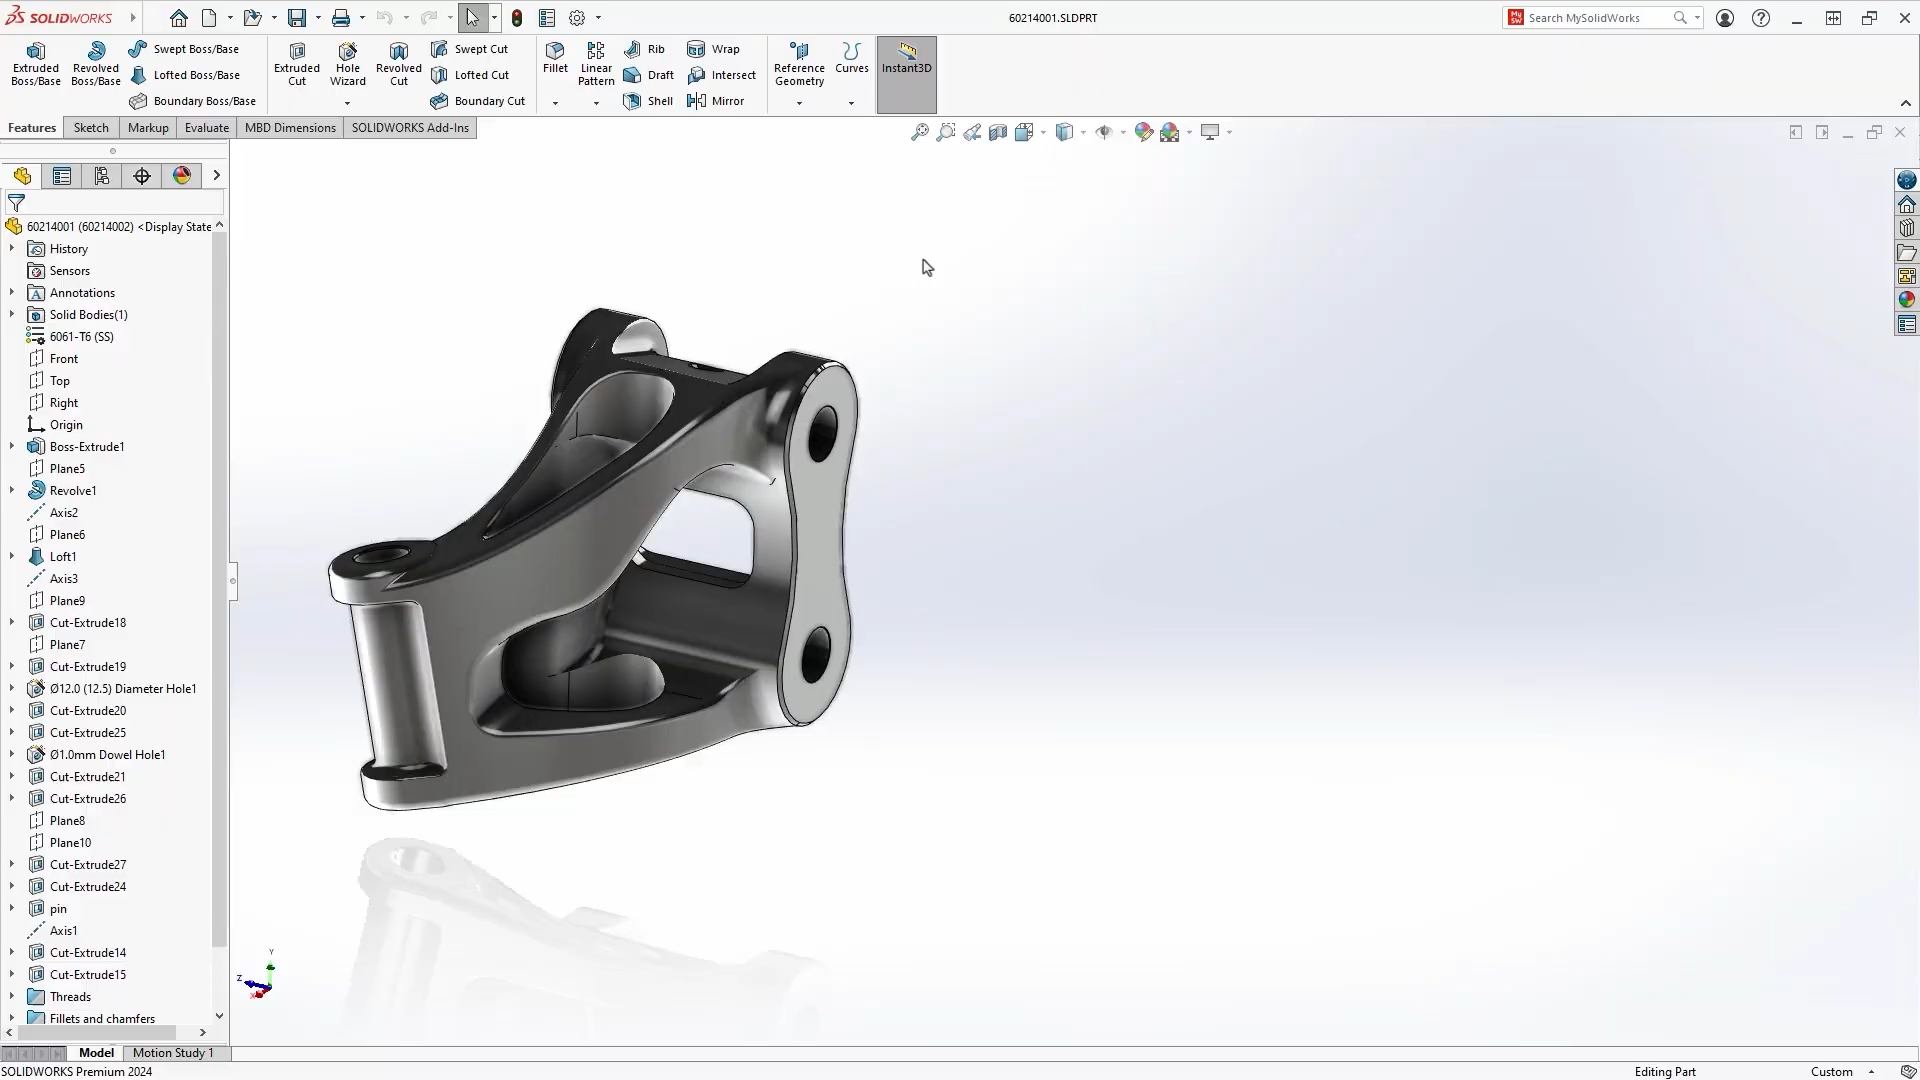 SOLIDWORKS
60214001.SLDPRT
Search MySolidWorks
Extruded Boss/Base
Revolved Boss/Base
Swept Boss/Base
Lofted Boss/Base
Boundary Boss/Base
Extruded Cut
Hole Wizard
Revolved Cut
Swept Cut
Lofted Cut
Boundary Cut
Fillet
Linear Pattern
Rib
Draft
Shell
Wrap
Intersect
Mirror
Reference Geometry
Curves
Instant3D
Features
Sketch
Markup
Evaluate
MBD Dimensions
SOLIDWORKS Add-Ins
60214001 (60214002) <Display State
History
Sensors
Annotations
Solid Bodies(1)
6061-T6 (SS)
Front
Top
Right
Origin
Boss-Extrude1
Plane5
Revolve1
Axis2
Plane6
Loft1
Axis3
Plane9
Cut-Extrude18
Plane7
Cut-Extrude19
Ø12.0 (12.5) Diameter Hole1
Cut-Extrude20
Cut-Extrude25
Ø1.0mm Dowel Hole1
Cut-Extrude21
Cut-Extrude26
Plane8
Plane10
Cut-Extrude27
Cut-Extrude24
pin
Axis1
Cut-Extrude14
Cut-Extrude15
Threads
Fillets and chamfers
Y
Z
X
Model
Motion Study 1
SOLIDWORKS Premium 2024
Editing Part
Custom